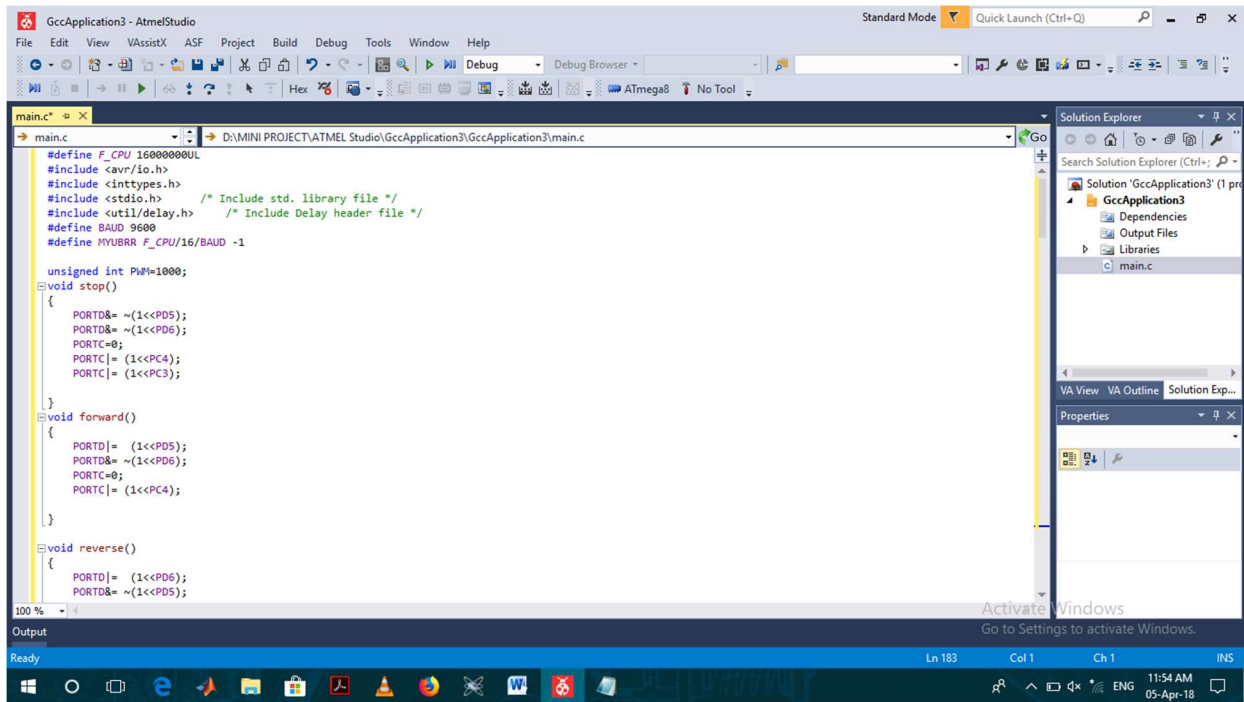 GccApplication3 - AtmelStudio
Standard Mode
Quick Launch (Ctrl+Q)
File Edit View VAssistX ASF Project Build Debug Tools Window Help
Debug
Debug Browser
Hex
ATmega8
No Tool
main.c*
main.c
D:\MINI PROJECT\ATMEL Studio\GccApplication3\GccApplication3\main.c
Go
#define F_CPU 16000000UL
#include <avr/io.h>
#include <inttypes.h>
#include <stdio.h> /* Include std. library file */
#include <util/delay.h> /* Include Delay header file */
#define BAUD 9600
#define MYUBRR F_CPU/16/BAUD -1
unsigned int PWM=1000;
void stop()
{
PORTD&= ~(1<<PD5);
PORTD&= ~(1<<PD6);
PORTC=0;
PORTC|= (1<<PC4);
PORTC|= (1<<PC3);
}
void forward()
{
PORTD|= (1<<PD5);
PORTD&= ~(1<<PD6);
PORTC=0;
PORTC|= (1<<PC4);
}
void reverse()
{
PORTD|= (1<<PD6);
PORTD&= ~(1<<PD5);
100 %
Solution Explorer
Search Solution Explorer (Ctrl+;
Solution 'GccApplication3' (1 pro
GccApplication3
Dependencies
Output Files
Libraries
main.c
VA View VA Outline Solution Exp...
Properties
Activate Windows
Go to Settings to activate Windows.
Output
Ready
Ln 183
Col 1
Ch 1
INS
ENG
11:54 AM
05-Apr-18